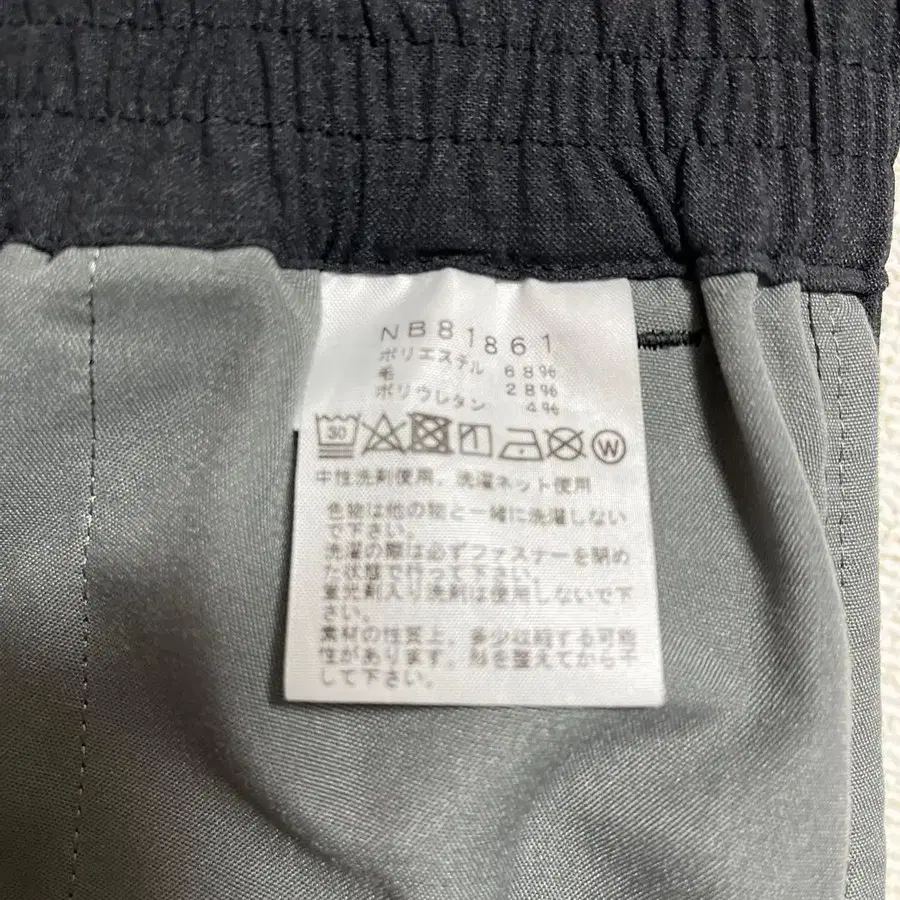 NB81861
ポリエステル 68%
毛 28%
ポリウレタン 4%
30 W
中性洗剤使用、洗濯ネット使用
色物は他の物と一緒に洗濯しない
で下さい。
洗濯の際は必ずファスナーを閉め
た状態で行って下さい。
蛍光剤入り洗剤は使用しないで下
さい。
素材の性質上、多少収縮する可能
性があります。形を整えてから干
して下さい。